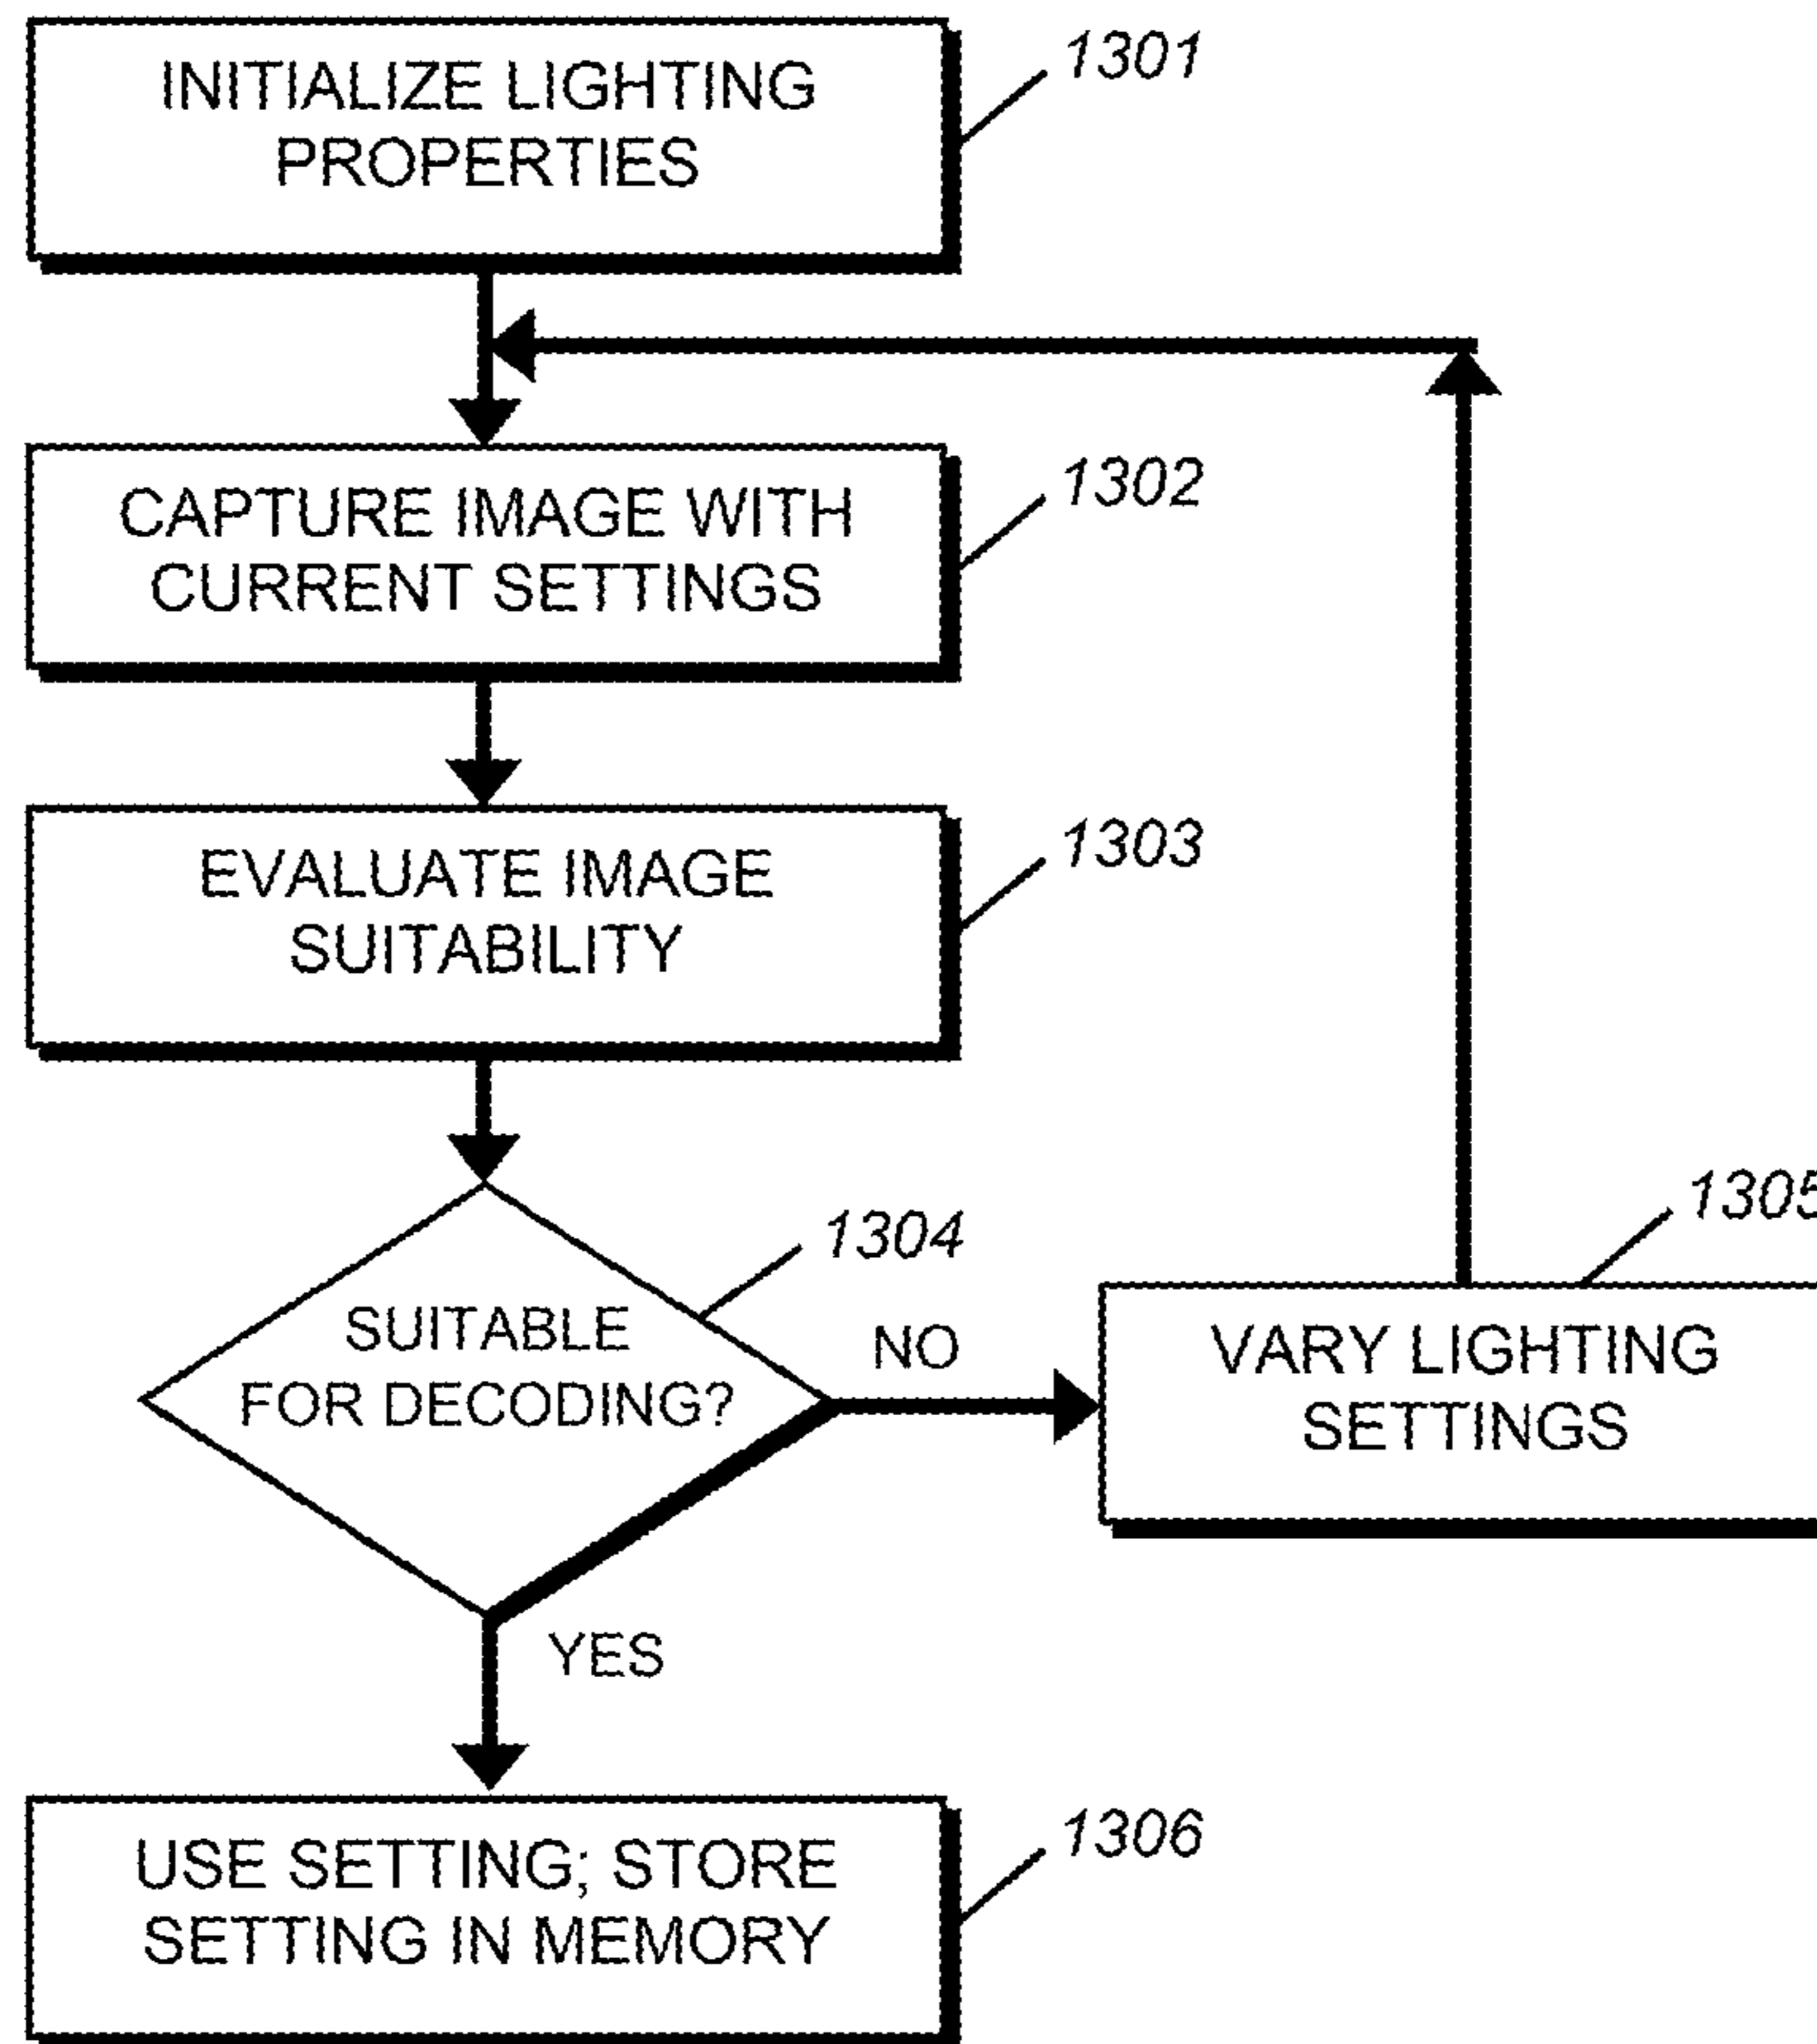 INITIALIZE LIGHTING
PROPERTIES
1301
CAPTURE IMAGE WITH
CURRENT SETTINGS
1302
EVALUATE IMAGE
SUITABILITY
1303
SUITABLE
FOR DECODING?
1304
NO
VARY LIGHTING
SETTINGS
1305
YES
USE SETTING; STORE
SETTING IN MEMORY
1306